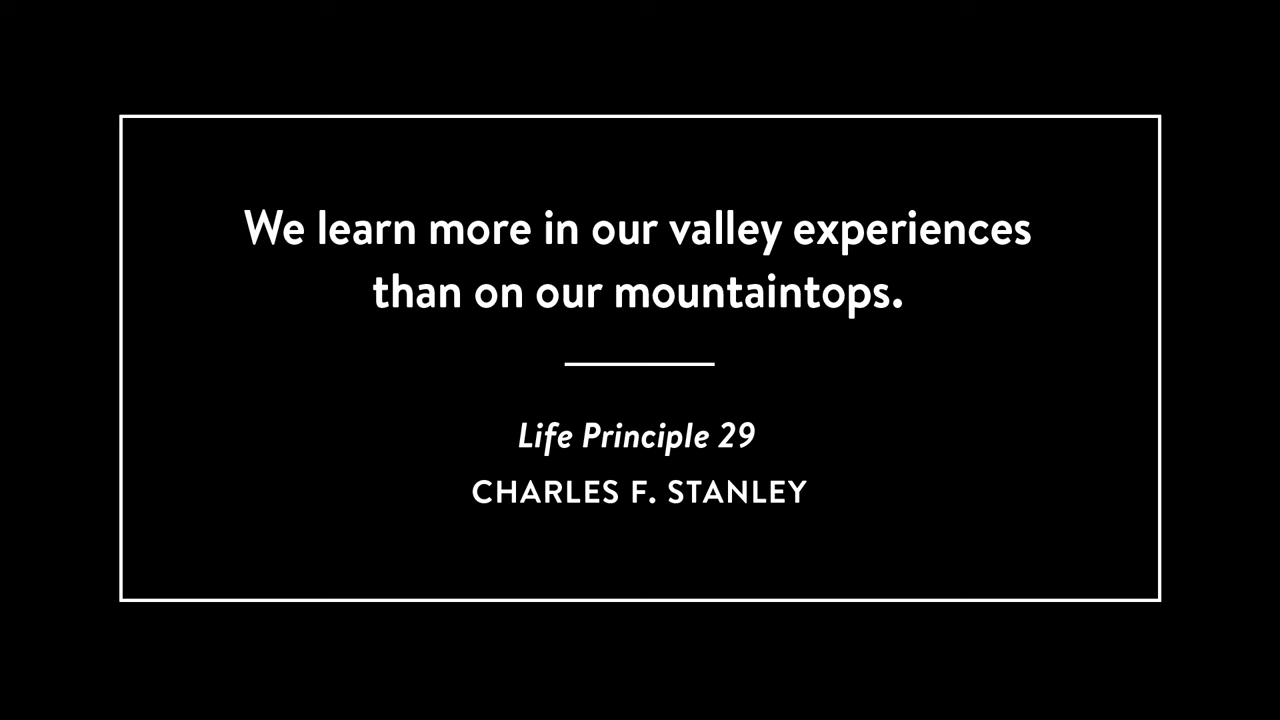 We learn more in our valley experiences
than on our mountaintops.
Life Principle 29
CHARLES F. STANLEY